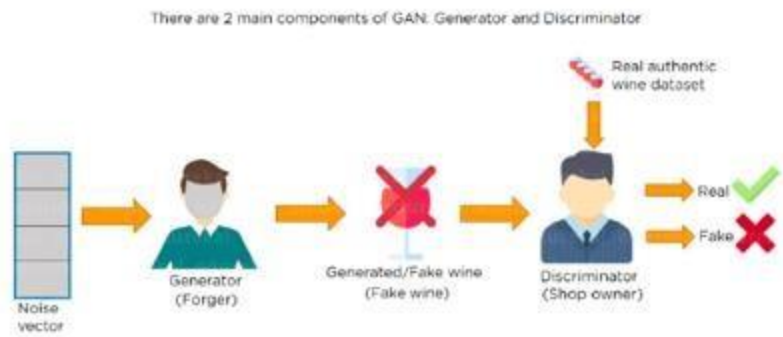 There are 2 main components of GAN: Generator and Discriminator
Real authentic
wine dataset
Real
Fake
Generator
(Forger)
Generated/Fake wine
(Fake wine)
Discriminator
(Shop owner)
Noise
vector